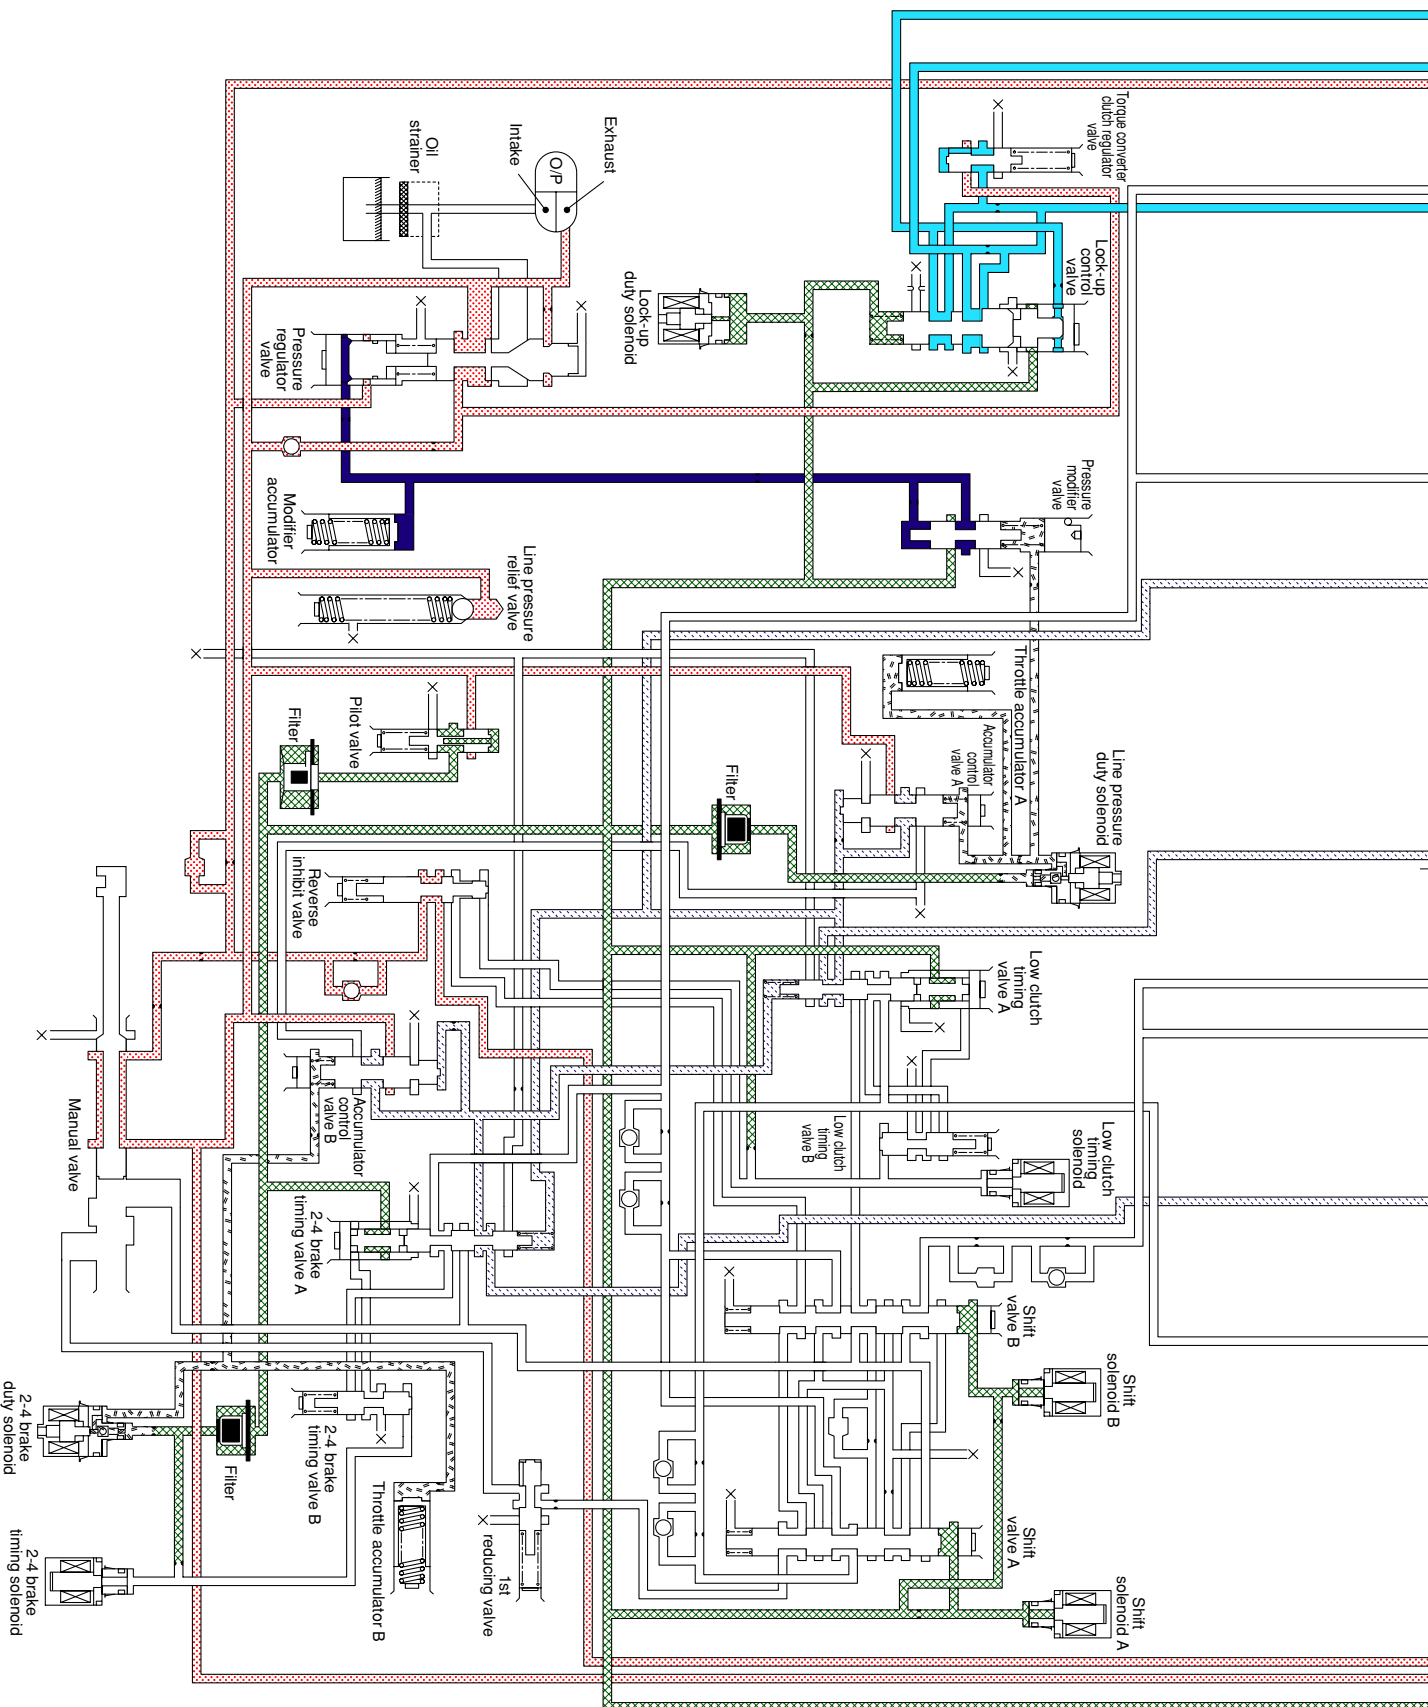 Torque converter
clutch regulator
valve
Exhaust
Intake
O/P
Oil
strainer
Lock-up
control
valve
Lock-up
duty solenoid
Pressure
regulator
valve
Pressure
modifier
valve
Modifier
accumulator
Line pressure
relief valve
Throttle accumulator A
Pilot valve
Filter
Accumulator
control
valve A
Line pressure
duty solenoid
Filter
Reverse
inhibit valve
Low clutch
timing
valve A
Manual valve
Accumulator
control
valve B
Low clutch
timing
valve B
Low clutch
timing
solenoid
2-4 brake
timing valve A
Shift
valve B
Shift
solenoid B
2-4 brake
duty solenoid
Filter
2-4 brake
timing valve B
Throttle accumulator B
1st
reducing valve
Shift
valve A
Shift
solenoid A
2-4 brake
timing solenoid